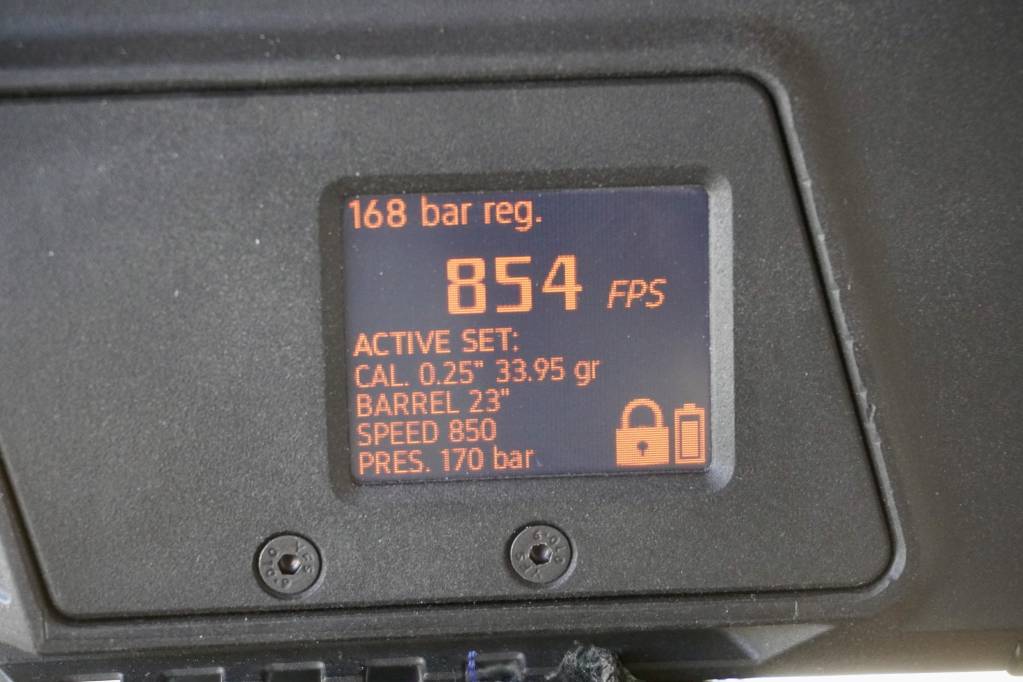 168 bar reg.
854 FPS
ACTIVE SET:
CAL. 0.25" 33.95 gr
BARREL 23"
SPEED 850
PRES. 170 bar